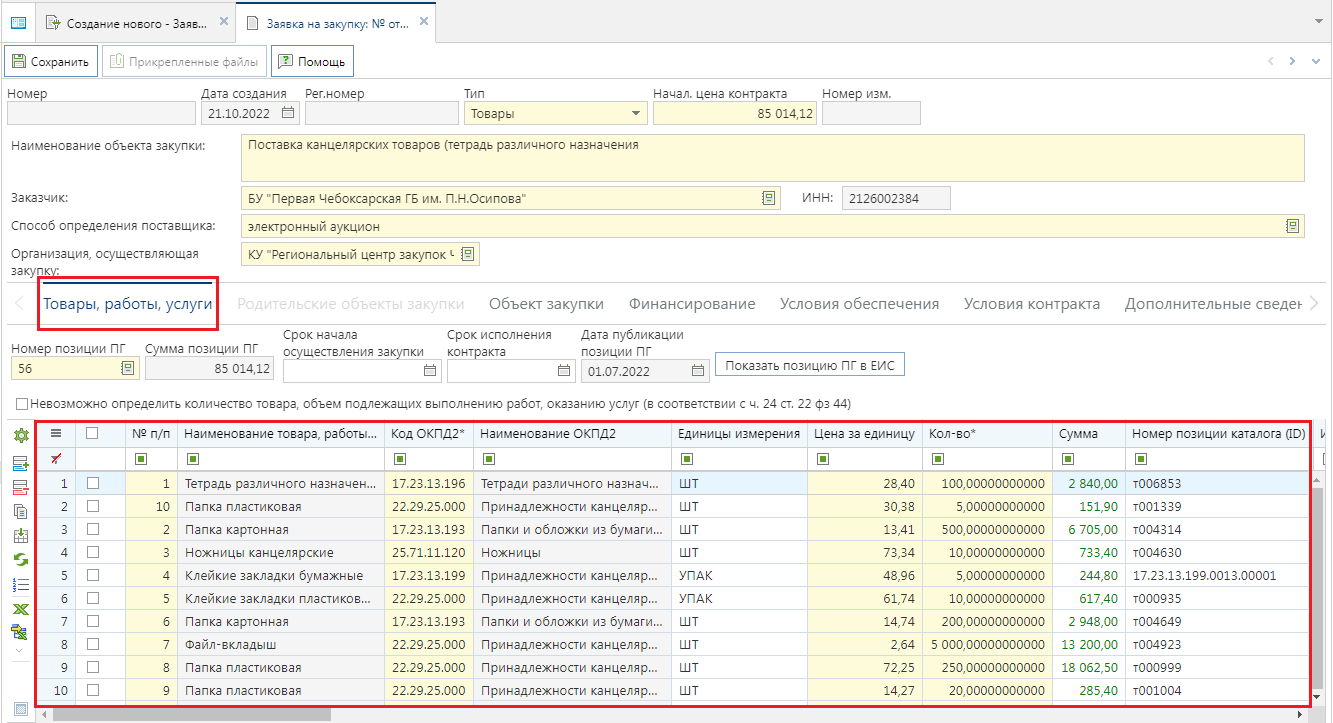 Создание нового - Заяв...
Заявка на закупку: № от...
Сохранить Прикрепленные файлы Помощь
Номер Дата создания Рег.номер Тип Начал. цена контракта Номер изм.
21.10.2022 Товары 85 014,12
Наименование объекта закупки: Поставка канцелярских товаров (тетрадь различного назначения
Заказчик: БУ "Первая Чебоксарская ГБ им. П.Н.Осипова" ИНН: 2126002384
Способ определения поставщика: электронный аукцион
Организация, осуществляющая
закупку: КУ "Региональный центр закупок
Товары, работы, услуги Родительские объекты закупки Объект закупки Финансирование Условия обеспечения Условия контракта Дополнительные сведен
Номер позиции ПГ Сумма позиции ПГ Срок начала осуществления закупки Срок исполнения контракта Дата публикации позиции ПГ
56 85 014,12 01.07.2022 Показать позицию ПГ в ЕИС
Невозможно определить количество товара, объем подлежащих выполнению работ, оказанию услуг (в соответствии с ч. 24 ст. 22 фз 44)
№ п/п Наименование товара, работы... Код ОКПД2* Наименование ОКПД2 Единицы измерения Цена за единицу Кол-во* Сумма Номер позиции каталога (ID)
1 1 Тетрадь различного назначен... 17.23.13.196 Тетради различного назнач... ШТ 28,40 100,00000000000 2 840,00 т006853
2 10 Папка пластиковая 22.29.25.000 Принадлежности канцеляр... ШТ 30,38 5,00000000000 151,90 т001339
3 2 Папка картонная 17.23.13.193 Папки и обложки из бумаги... ШТ 13,41 500,00000000000 6 705,00 т004314
4 3 Ножницы канцелярские 25.71.11.120 Ножницы ШТ 73,34 10,00000000000 733,40 т004630
5 4 Клейкие закладки бумажные 17.23.13.199 Принадлежности канцеляр... УПАК 48,96 5,00000000000 244,80 17.23.13.199.0013.00001
6 5 Клейкие закладки пластиков... 22.29.25.000 Принадлежности канцеляр... УПАК 61,74 10,00000000000 617,40 т000935
7 6 Папка картонная 17.23.13.193 Папки и обложки из бумаги... ШТ 14,74 200,00000000000 2 948,00 т004649
8 7 Файл-вкладыш 22.29.25.000 Принадлежности канцеляр... ШТ 2,64 5 000,00000000000 13 200,00 т004923
9 8 Папка пластиковая 22.29.25.000 Принадлежности канцеляр... ШТ 72,25 250,00000000000 18 062,50 т000999
10 9 Папка пластиковая 22.29.25.000 Принадлежности канцеляр... ШТ 14,27 20,00000000000 285,40 т001004